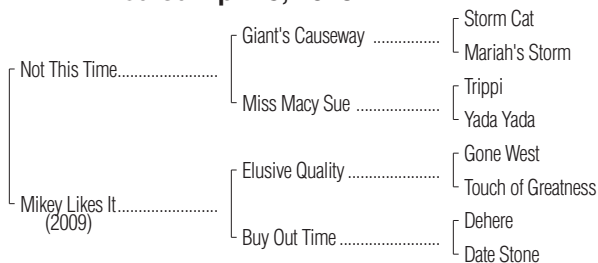 Storm Cat
Giant's Causeway ................
Mariah's Storm
Not This Time.......................
Trippi
Miss Macy Sue ....................
Yada Yada
Gone West
Elusive Quality ......................
Touch of Greatness
Mikey Likes It.......................
(2009)
Dehere
Buy Out Time ........................
Date Stone